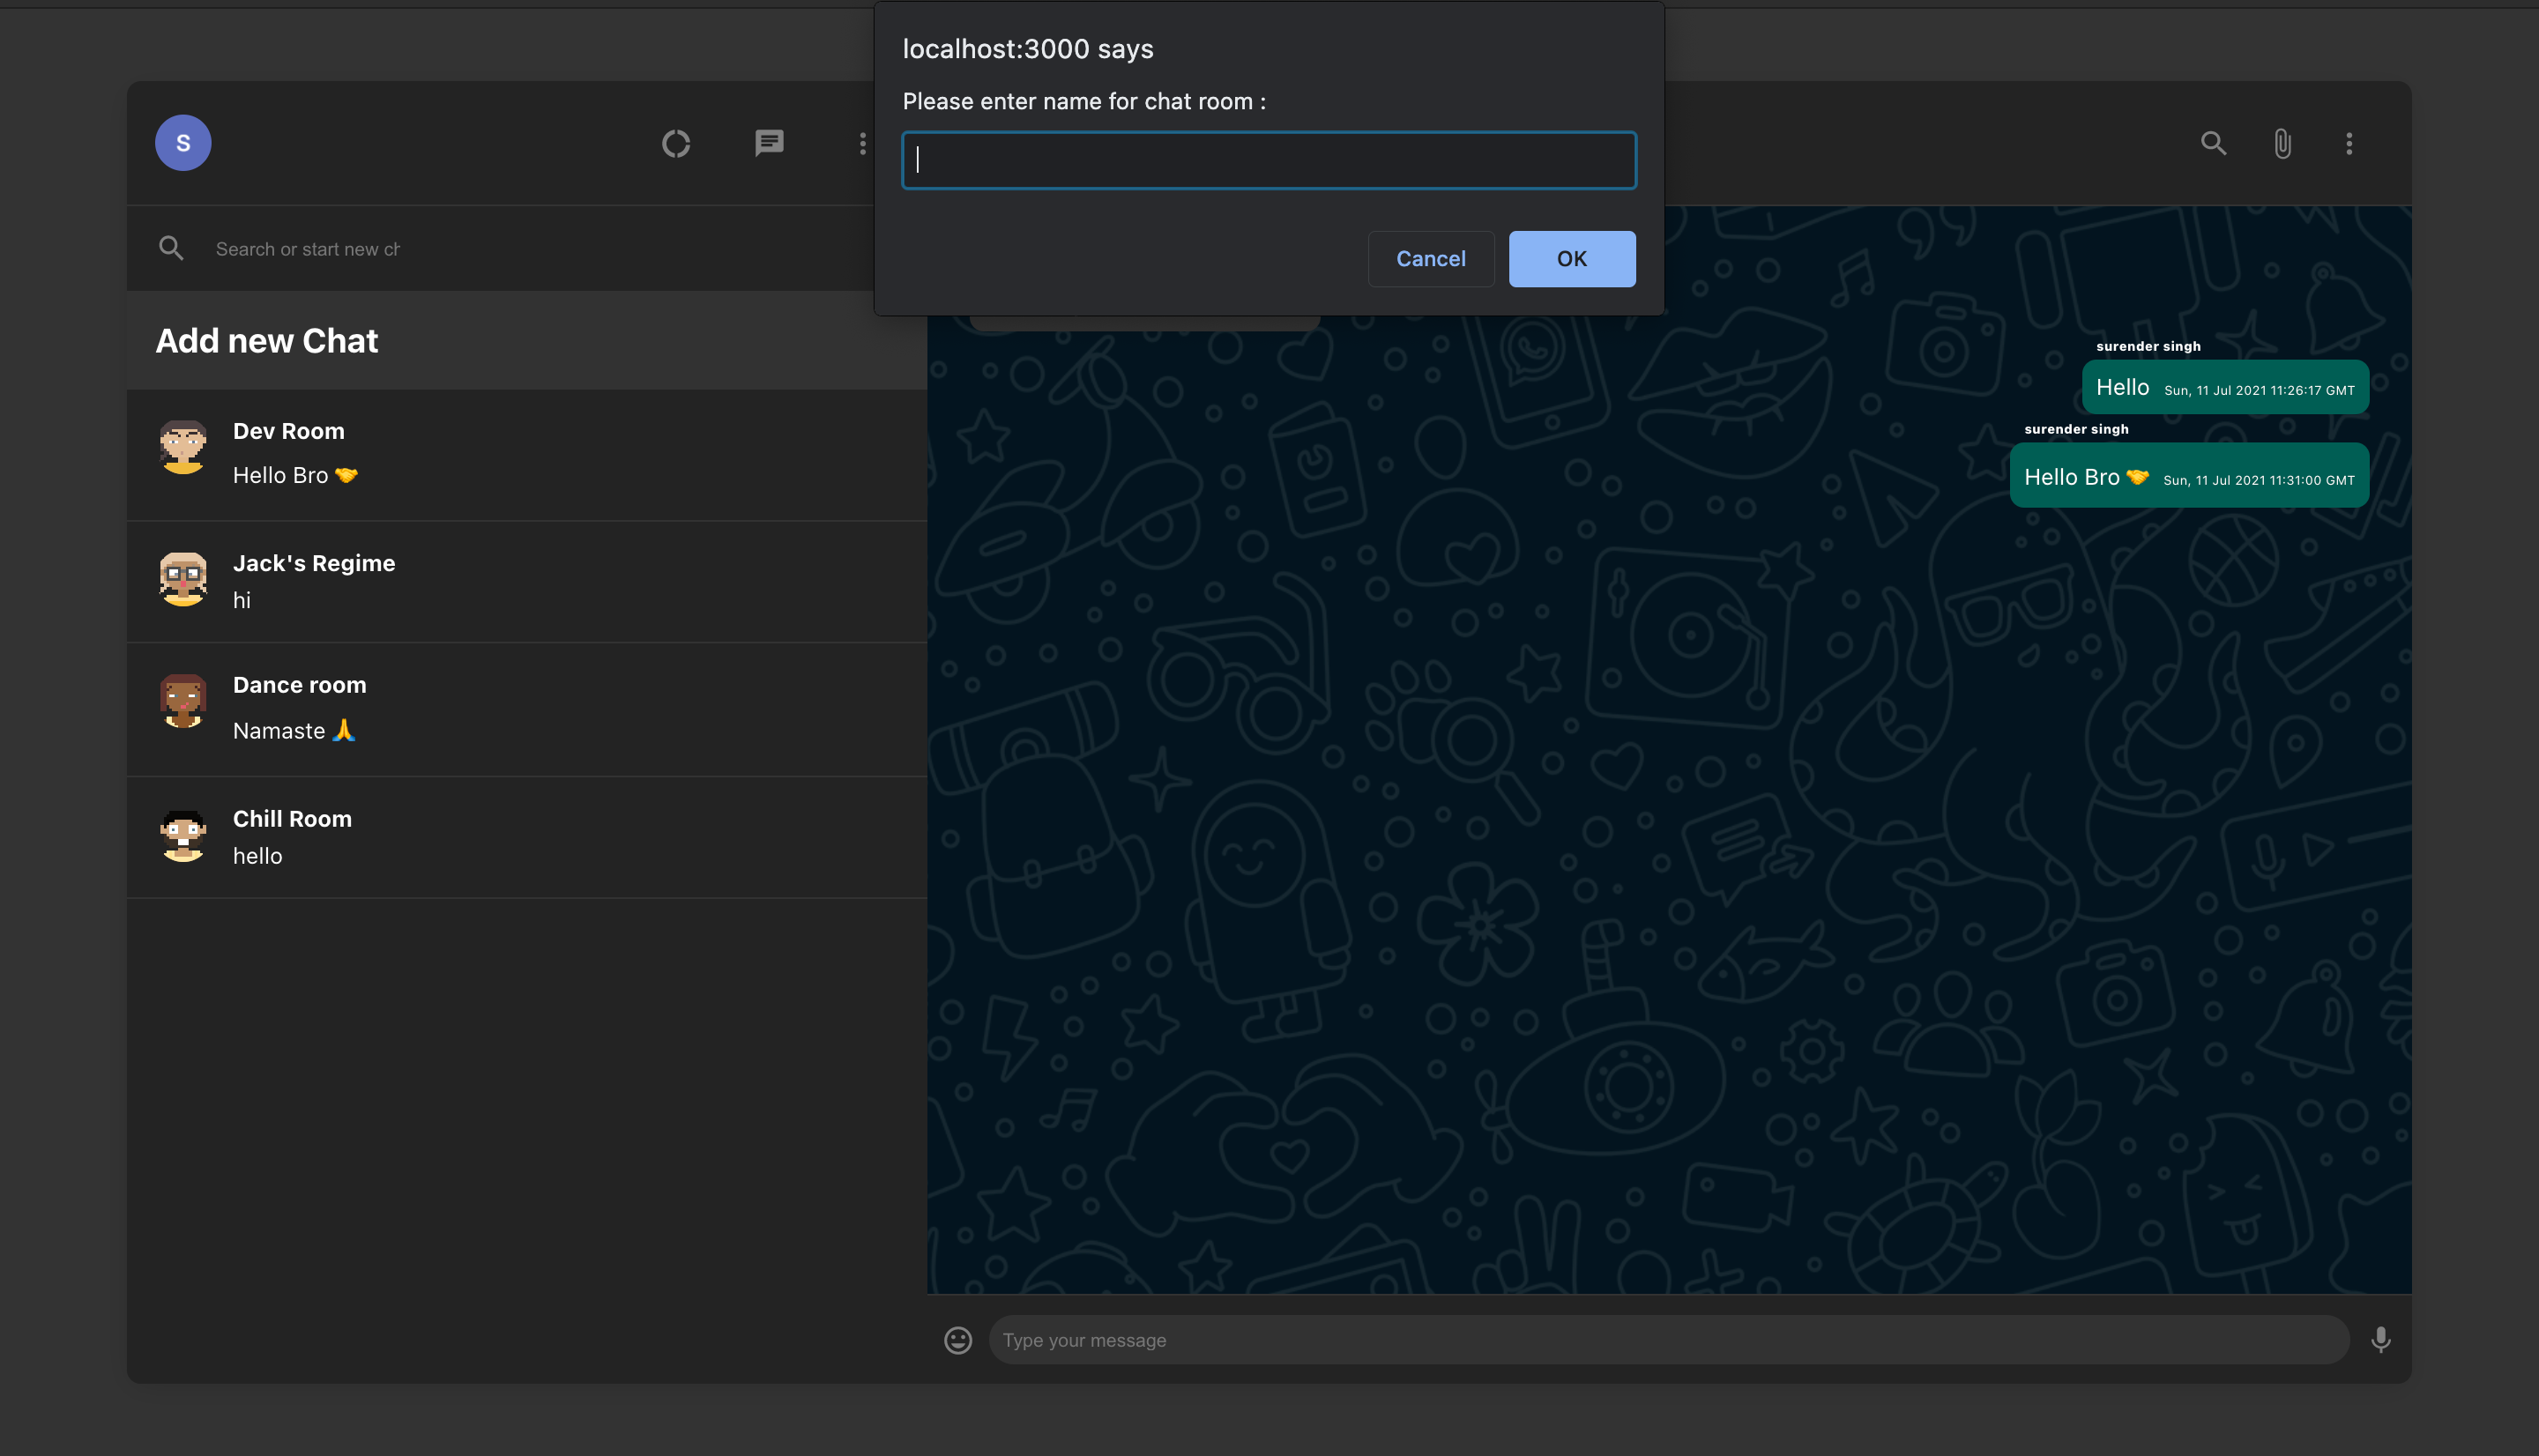 localhost:3000 says
Please enter name for chat room :
Cancel
OK
S
Search or start new ch
Add new Chat
Dev Room
Hello Bro 🤝
Jack's Regime
hi
Dance room
Namaste 🙏
Chill Room
hello
surender singh
Hello Sun, 11 Jul 2021 11:26:17 GMT
surender singh
Hello Bro 🤝 Sun, 11 Jul 2021 11:31:00 GMT
Type your message